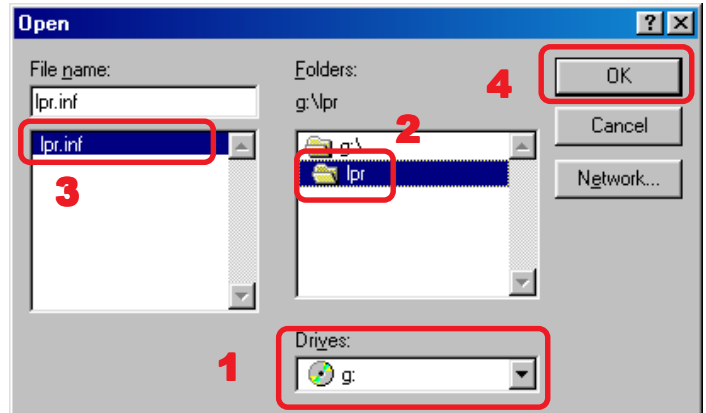 Open
File name:
lpr.inf
lpr.inf
3
Folders:
g:\lpr
2
g:\
lpr
1
Drives:
g:
4
OK
Cancel
Network...